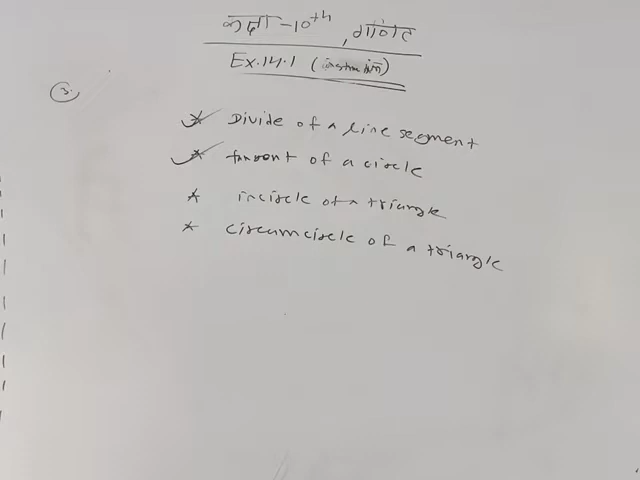 कक्षा - 10th, गणित
Ex. 14.1 (instruction)
3.
* Divide of a line segment
* tangent of a circle
* incircle of a triangle
* circumcircle of a triangle